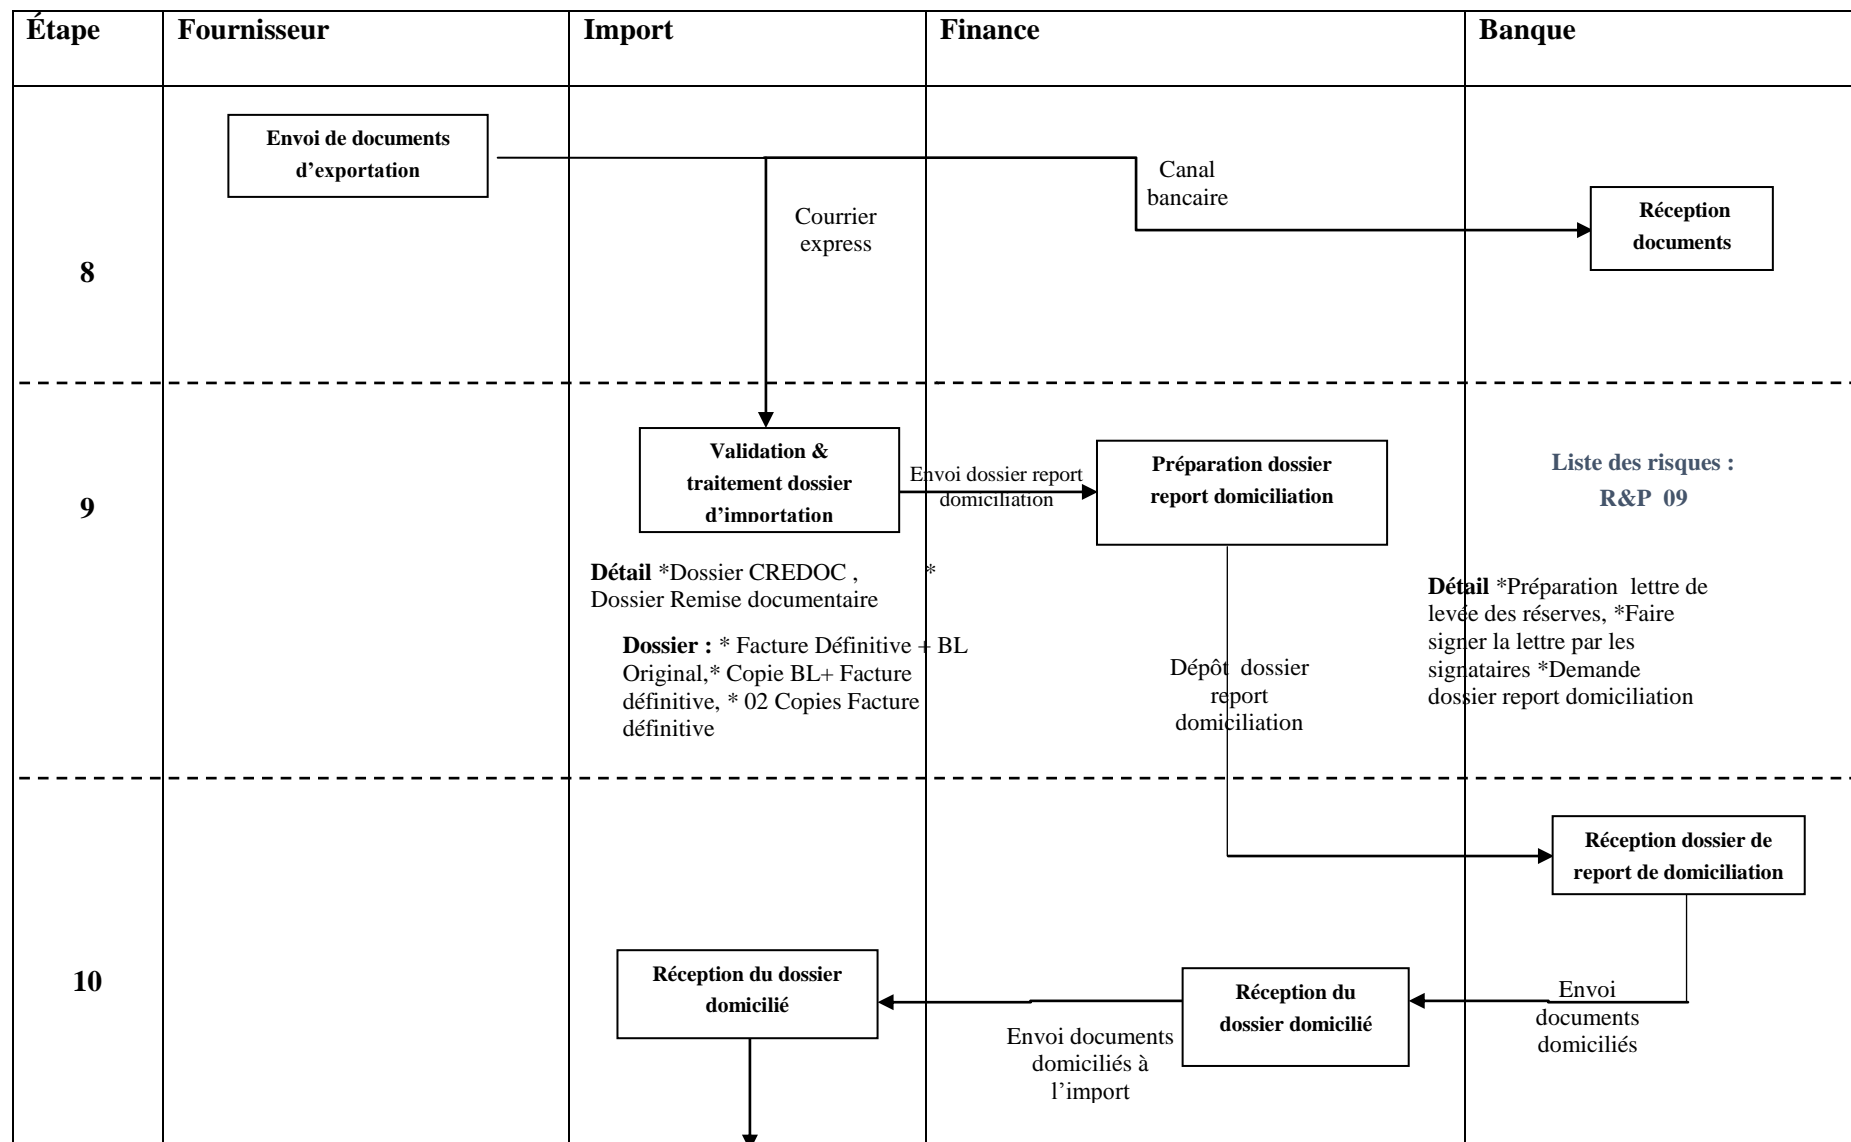 Étape Fournisseur Import Finance Banque
Envoi de documents
d’exportation
Canal
bancaire
Courrier
express
Réception
documents
8
Validation &
traitement dossier
d’importation
Envoi dossier report
domiciliation
Préparation dossier
report domiciliation
Liste des risques :
R&P 09
9
Détail *Dossier CREDOC , *
Dossier Remise documentaire
Dossier : * Facture Définitive + BL
Original,* Copie BL+ Facture
définitive, * 02 Copies Facture
définitive
Dépôt dossier
report
domiciliation
Détail *Préparation lettre de
levée des réserves, *Faire
signer la lettre par les
signataires *Demande
dossier report domiciliation
Réception dossier de
report de domiciliation
10
Réception du dossier
domicilié
Réception du
dossier domicilié
Envoi
documents
domiciliés
Envoi documents
domiciliés à
l’import